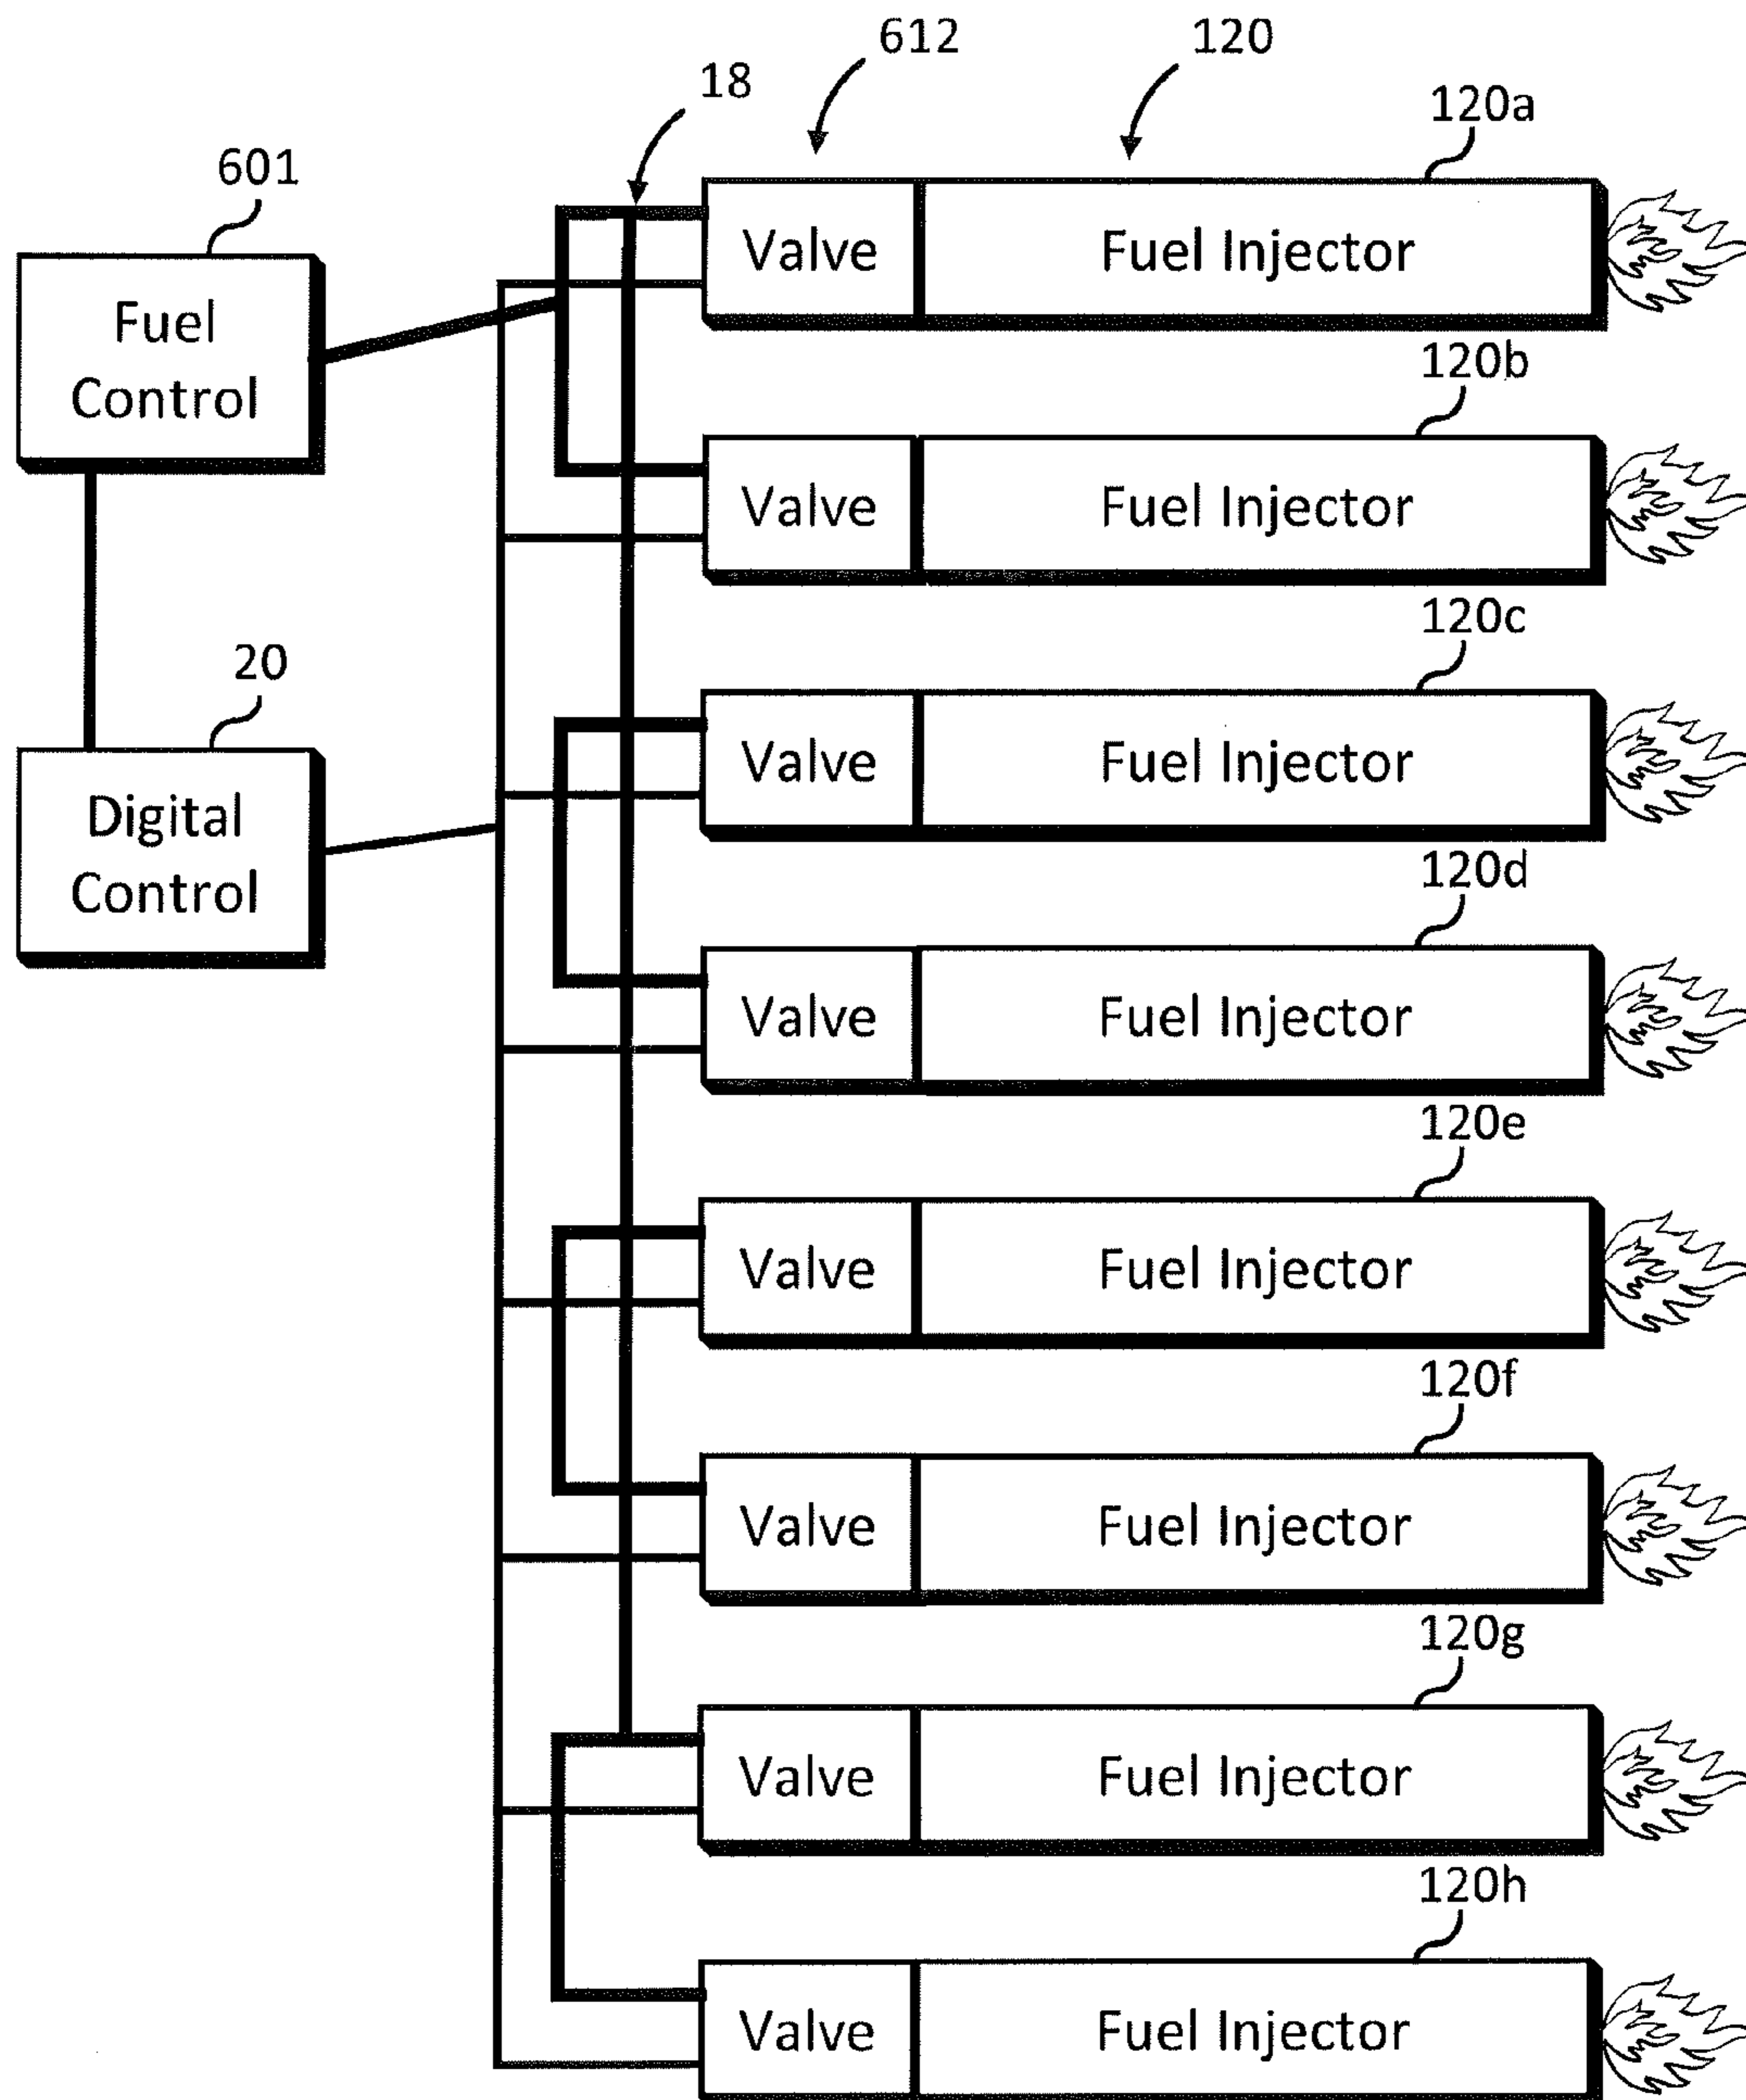 612
120
18
120a
601
Valve
Fuel Injector
Fuel
Control
120b
Valve
Fuel Injector
120c
20
Valve
Fuel Injector
Digital
Control
120d
Valve
Fuel Injector
120e
Valve
Fuel Injector
120f
Valve
Fuel Injector
120g
Valve
Fuel Injector
120h
Valve
Fuel Injector